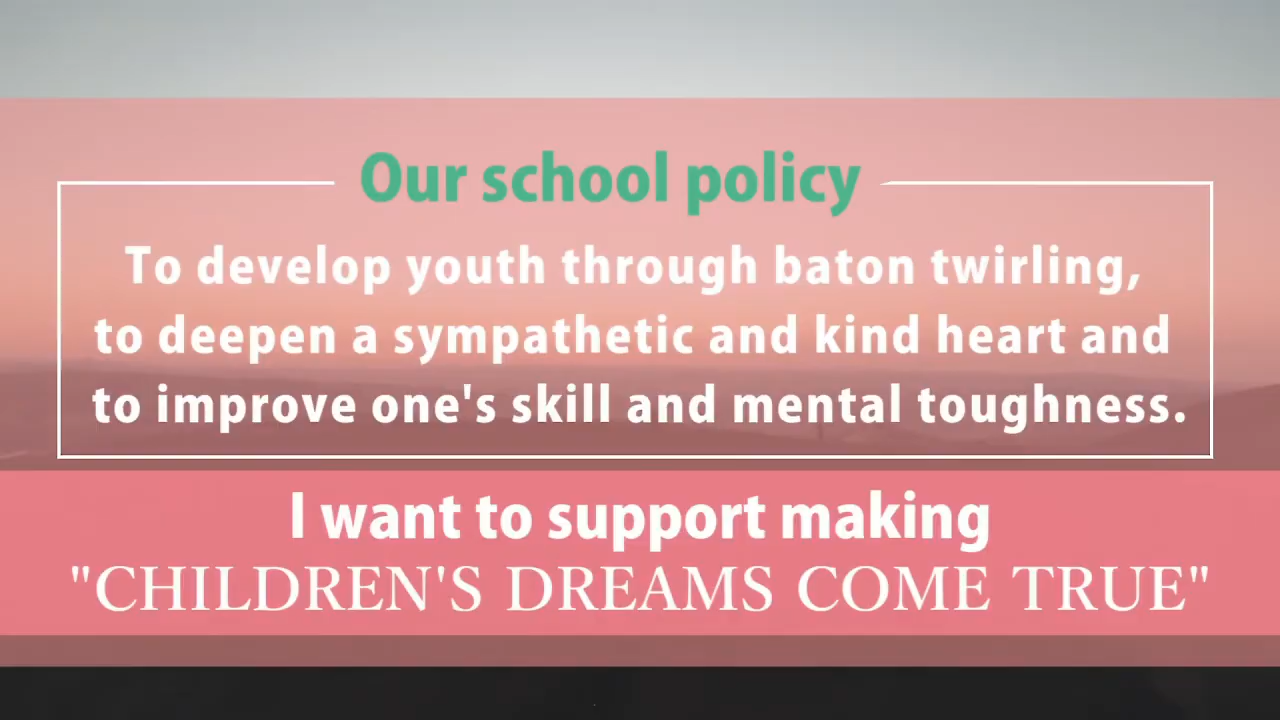 Our school policy
To develop youth through baton twirling,
to deepen a sympathetic and kind heart and
to improve one's skill and mental toughness.
I want to support making
"CHILDREN'S DREAMS COME TRUE"